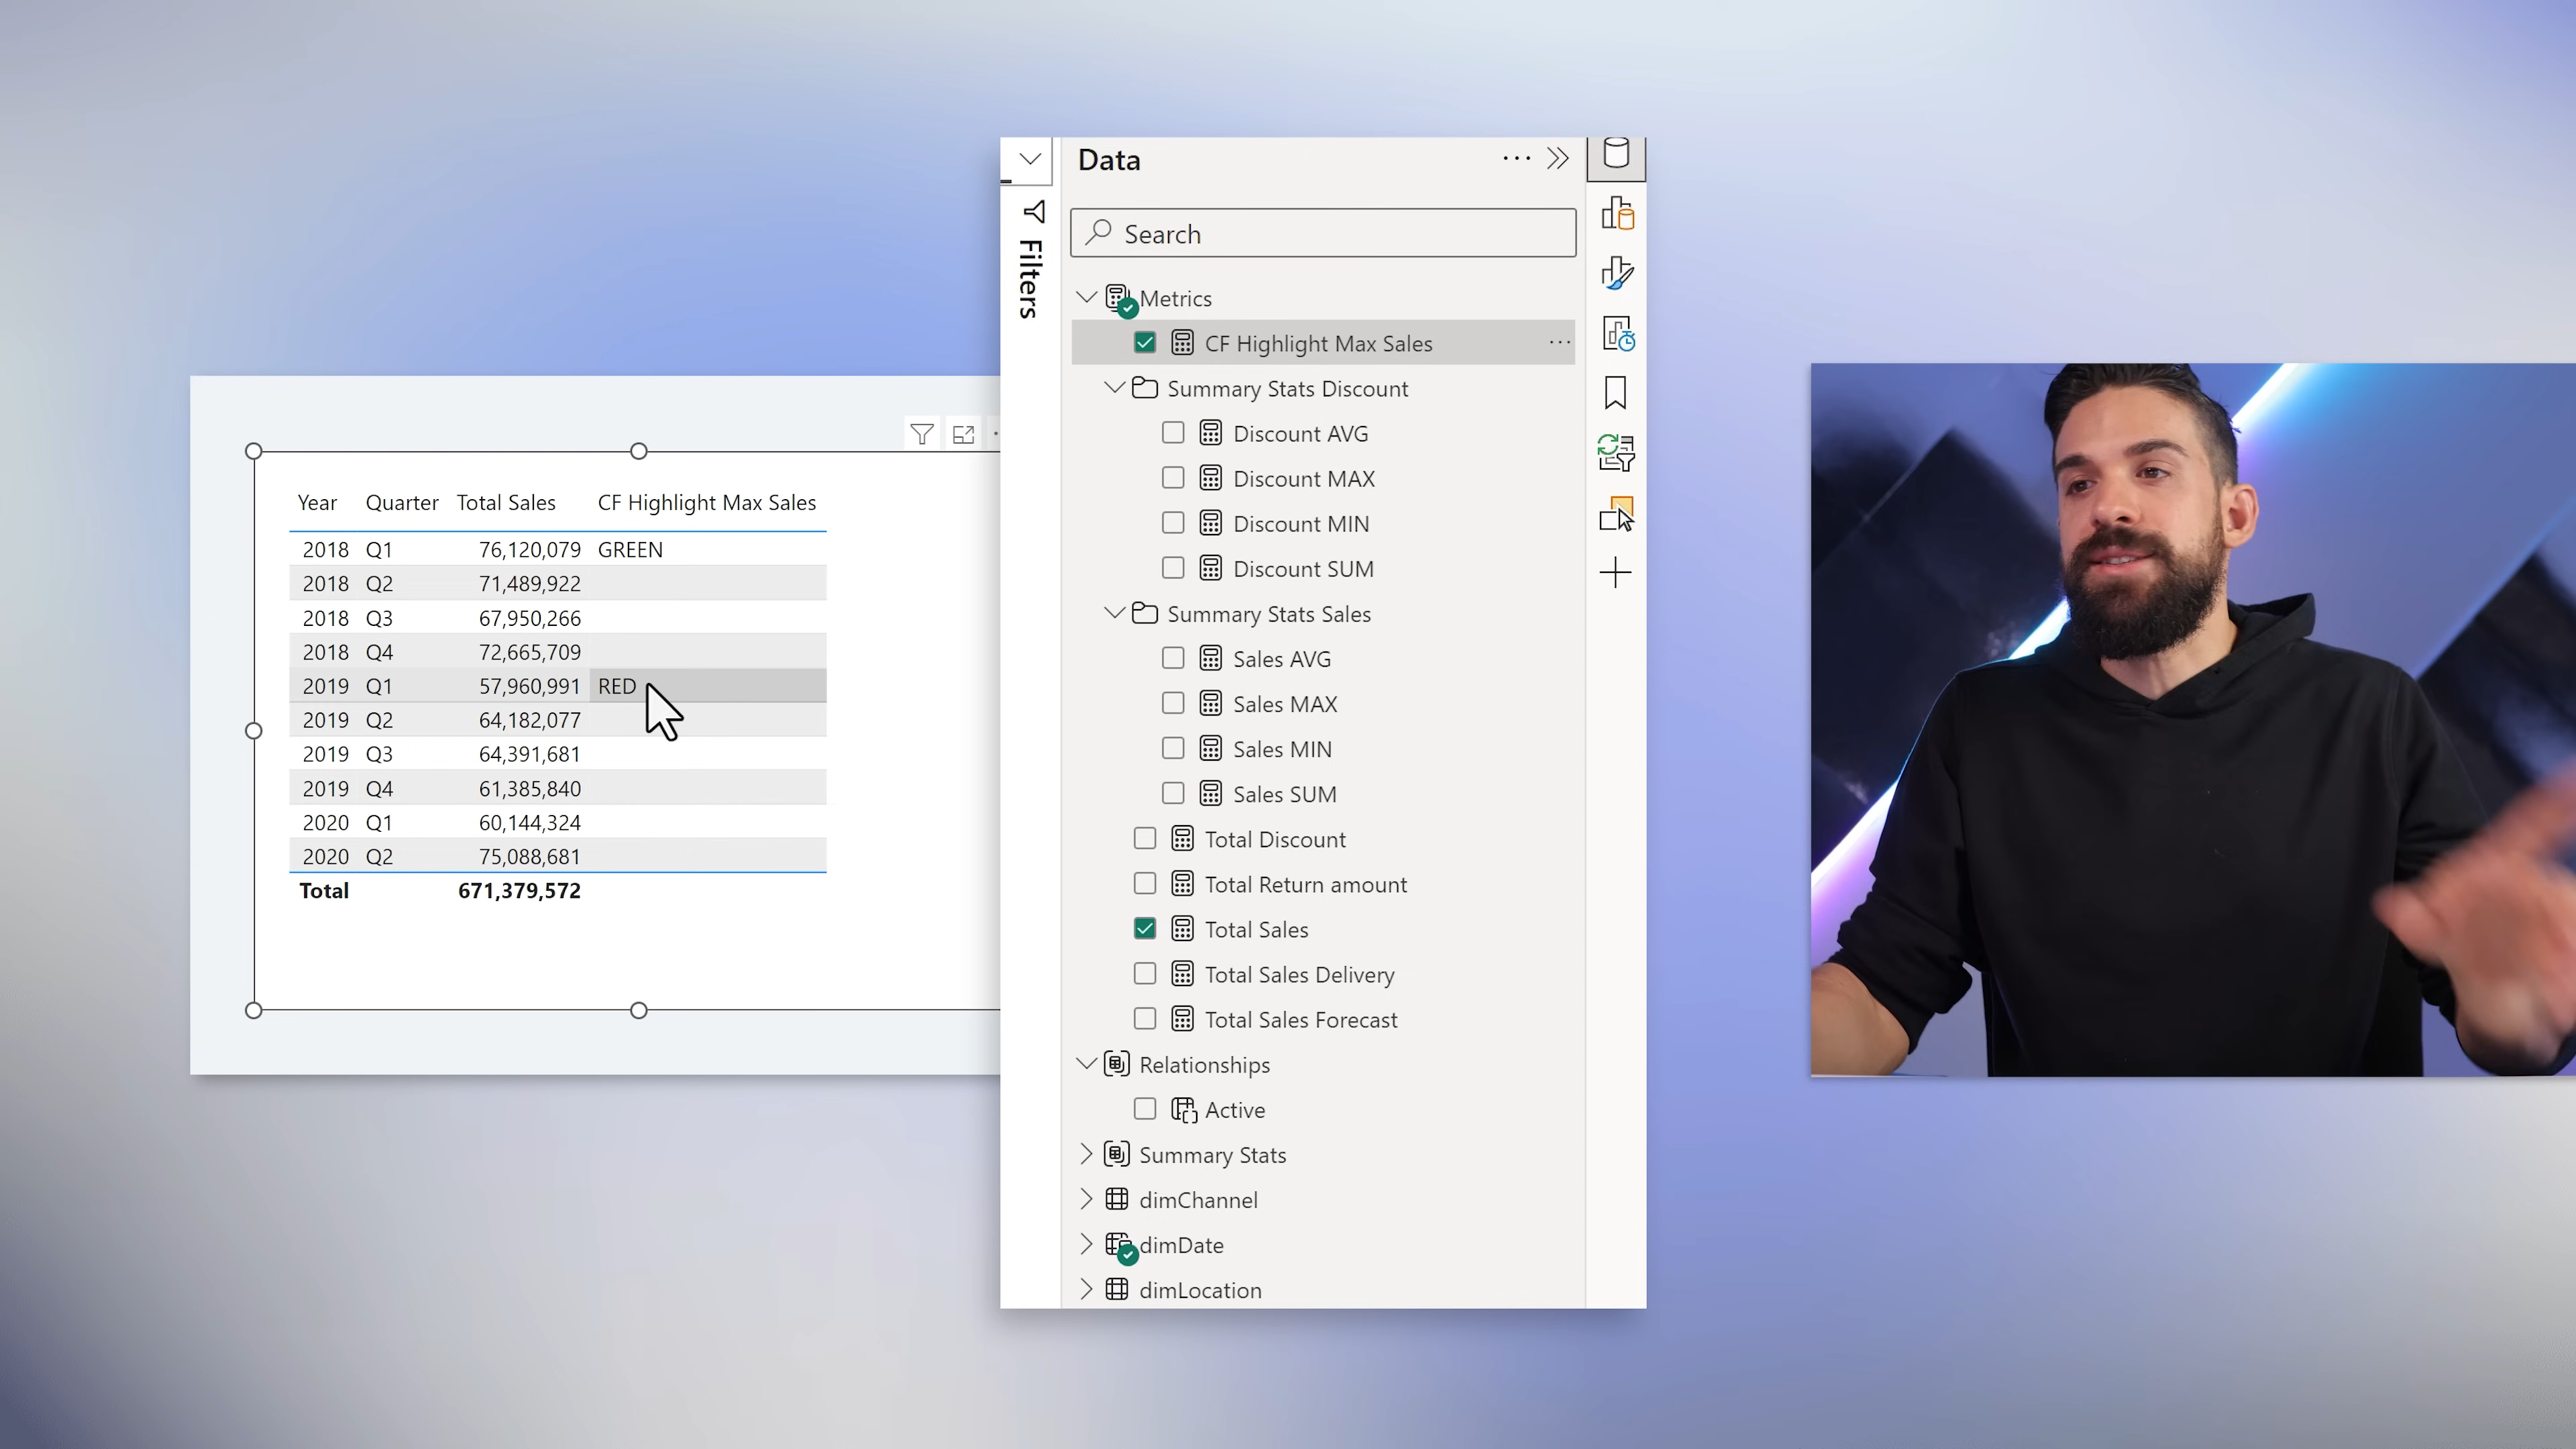 Year Quarter Total Sales CF Highlight Max Sales
2018 Q1 76,120,079 GREEN
2018 Q2 71,489,922
2018 Q3 67,950,266
2018 Q4 72,665,709
2019 Q1 57,960,991 RED
2019 Q2 64,182,077
2019 Q3 64,391,681
2019 Q4 61,385,840
2020 Q1 60,144,324
2020 Q2 75,088,681
Total 671,379,572
Filters
Data
Search
Metrics
CF Highlight Max Sales
Summary Stats Discount
Discount AVG
Discount MAX
Discount MIN
Discount SUM
Summary Stats Sales
Sales AVG
Sales MAX
Sales MIN
Sales SUM
Total Discount
Total Return amount
Total Sales
Total Sales Delivery
Total Sales Forecast
Relationships
Active
Summary Stats
dimChannel
dimDate
dimLocation